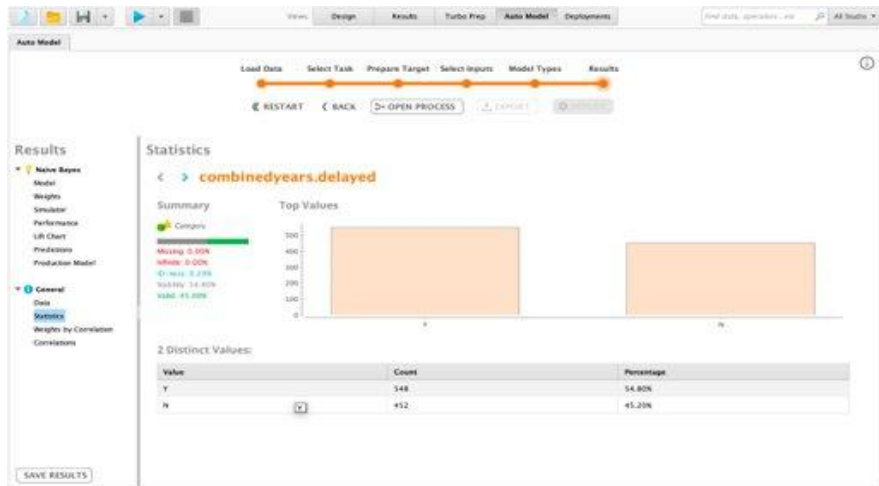 Views: Design Results Turbo Prep Auto Model Deployments All Studio
Auto Model
Load Data Select Task Prepare Target Select Inputs Model Types Results
RESTART BACK OPEN PROCESS EXPORT
Results
Naive Bayes
Model
Weights
Simulator
Performance
Lift Chart
Predictions
Production Model
General
Data
Statistics
Weights by Correlation
Correlations
SAVE RESULTS
Statistics
combinedyears.delayed
Summary
Category
Missing: 0.00%
Infinite: 0.00%
Stability: 54.80%
Top Values
500
400
300
200
100
0
Y N
2 Distinct Values:
Value Count Percentage
Y 548 54.80%
N 452 45.20%